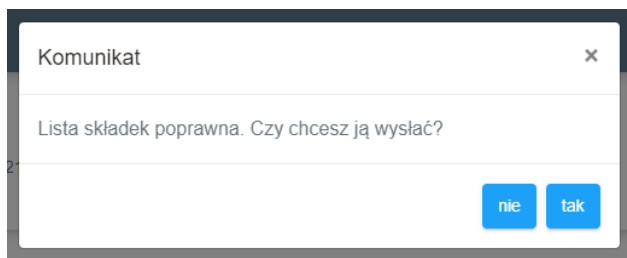 Komunikat ×
Lista składek poprawna. Czy chcesz ją wysłać?
nie tak